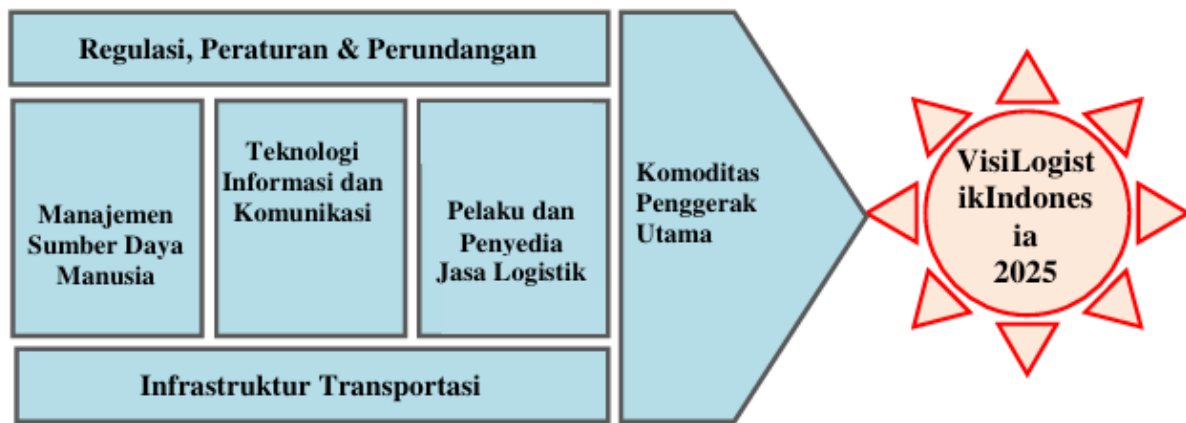 Regulasi, Peraturan & Perundangan
Manajemen
Sumber Daya
Manusia
Teknologi
Informasi dan
Komunikasi
Pelaku dan
Penyedia
Jasa Logistik
Infrastruktur Transportasi
Komoditas
Penggerak
Utama
VisiLogist
ikIndones
ia
2025